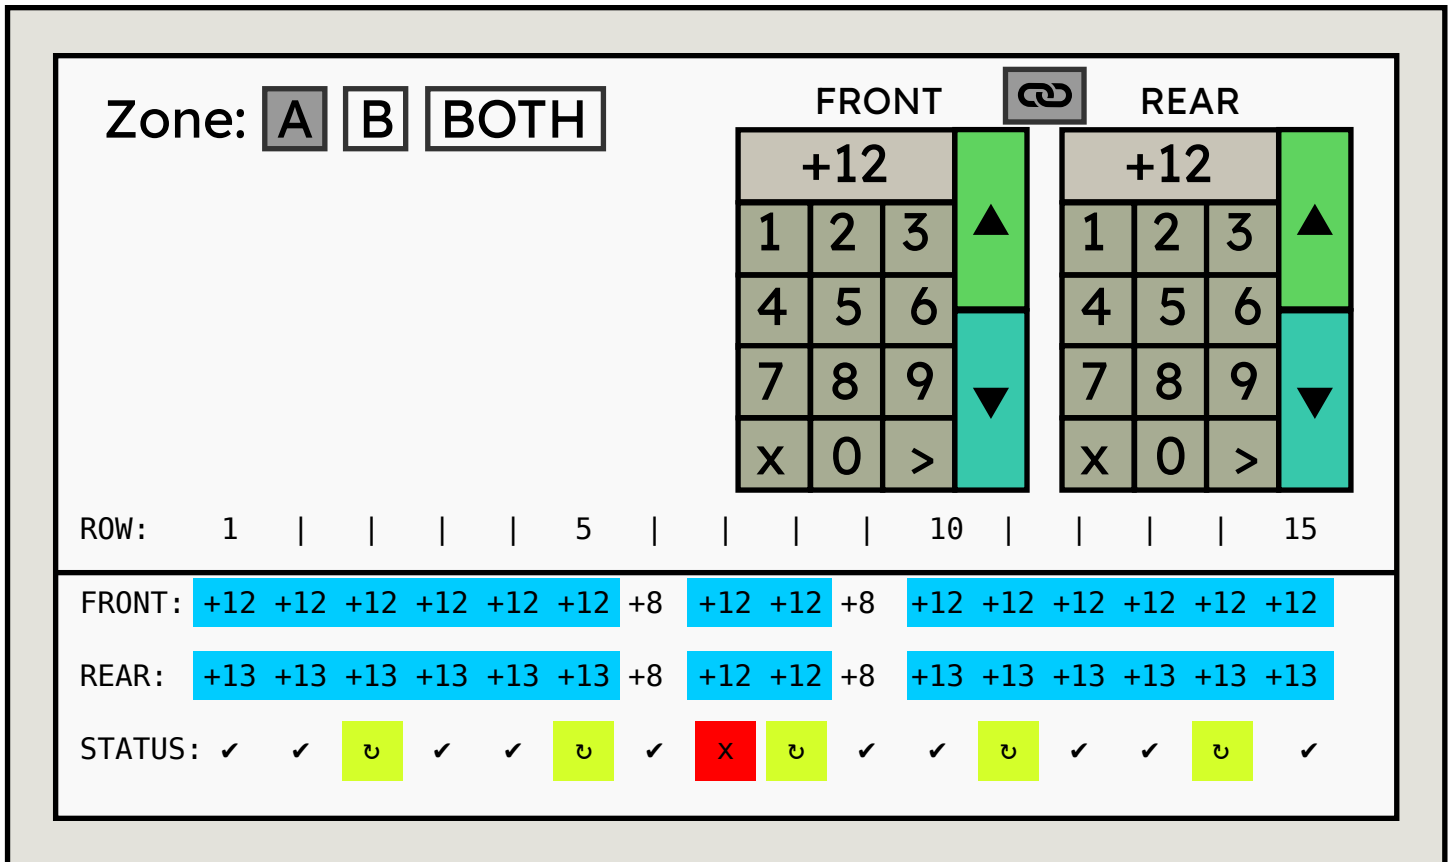 Zone: A B BOTH
FRONT REAR
+12 +12
1 2 3 ▲ 1 2 3 ▲
4 5 6 4 5 6
7 8 9 ▼ 7 8 9 ▼
x 0 > x 0 >
ROW: 1 | | | | 5 | | | | 10 | | | | 15
FRONT: +12 +12 +12 +12 +12 +12 +8 +12 +12 +8 +12 +12 +12 +12 +12 +12
REAR: +13 +13 +13 +13 +13 +13 +8 +12 +12 +8 +13 +13 +13 +13 +13 +13
STATUS: ✔ ✔ ↻ ✔ ✔ ↻ ✔ x ↻ ✔ ✔ ↻ ✔ ✔ ↻ ✔